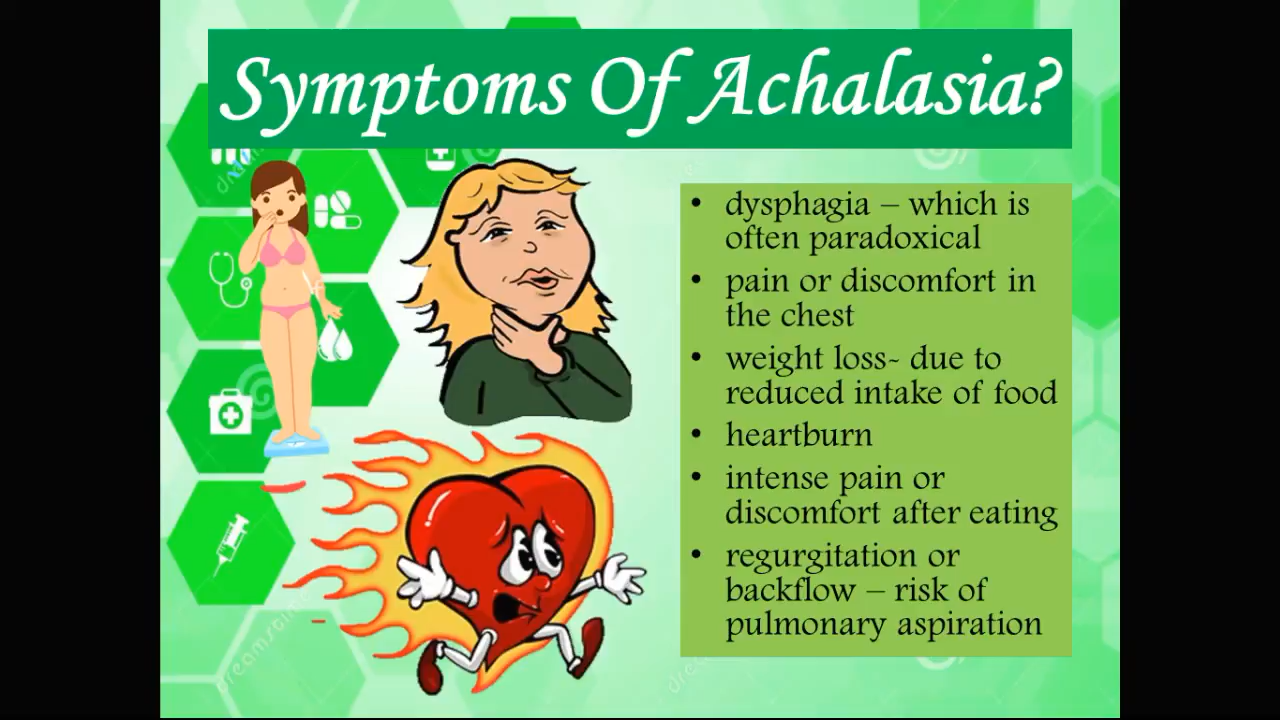 Symptoms Of Achalasia?
• dysphagia – which is
often paradoxical
• pain or discomfort in
the chest
• weight loss- due to
reduced intake of food
• heartburn
• intense pain or
discomfort after eating
• regurgitation or
backflow – risk of
pulmonary aspiration
dreamstime